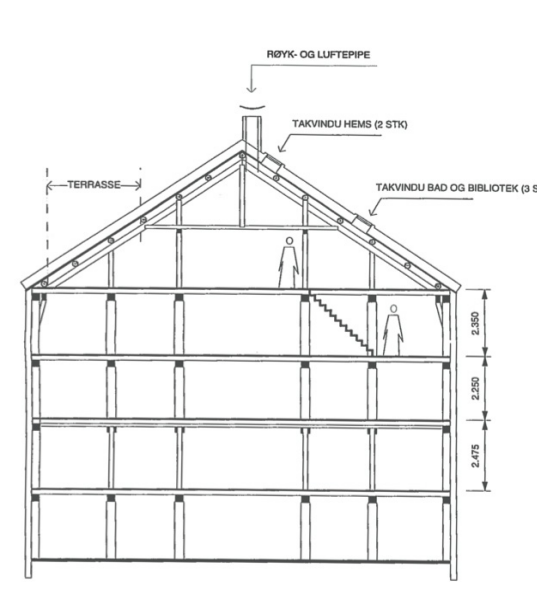 RØYK- OG LUFTEPIPE
TAKVINDU HEMS (2 STK)
TERRASSE
TAKVINDU BAD OG BIBLIOTEK (3 S
2.350
2.250
2.475